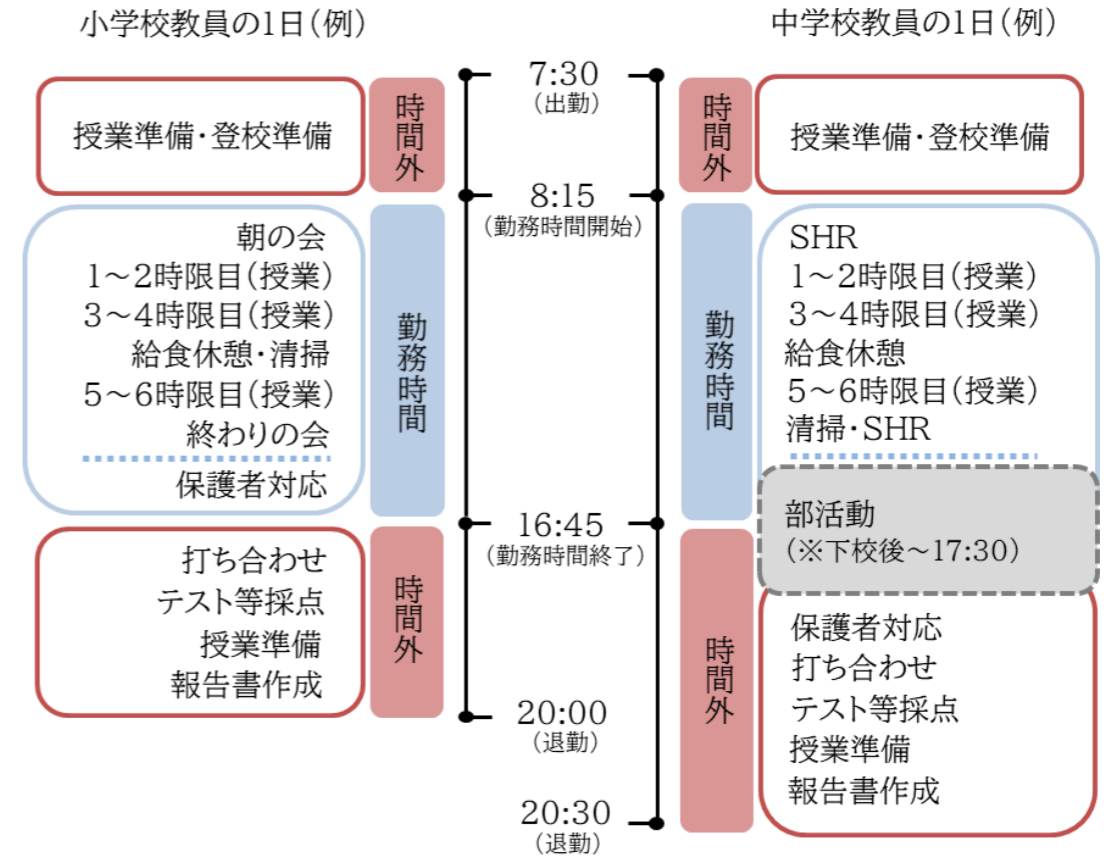 小学校教員の1日(例)
授業準備・登校準備
時間外
朝の会
1～2時限目(授業)
3～4時限目(授業)
給食休憩・清掃
5～6時限目(授業)
終わりの会
保護者対応
勤務時間
打ち合わせ
テスト等採点
授業準備
報告書作成
時間外
7:30
(出勤)
8:15
(勤務時間開始)
16:45
(勤務時間終了)
20:00
(退勤)
20:30
(退勤)
中学校教員の1日(例)
時間外
授業準備・登校準備
勤務時間
SHR
1～2時限目(授業)
3～4時限目(授業)
給食休憩
5～6時限目(授業)
清掃・SHR
部活動
(※下校後～17:30)
時間外
保護者対応
打ち合わせ
テスト等採点
授業準備
報告書作成